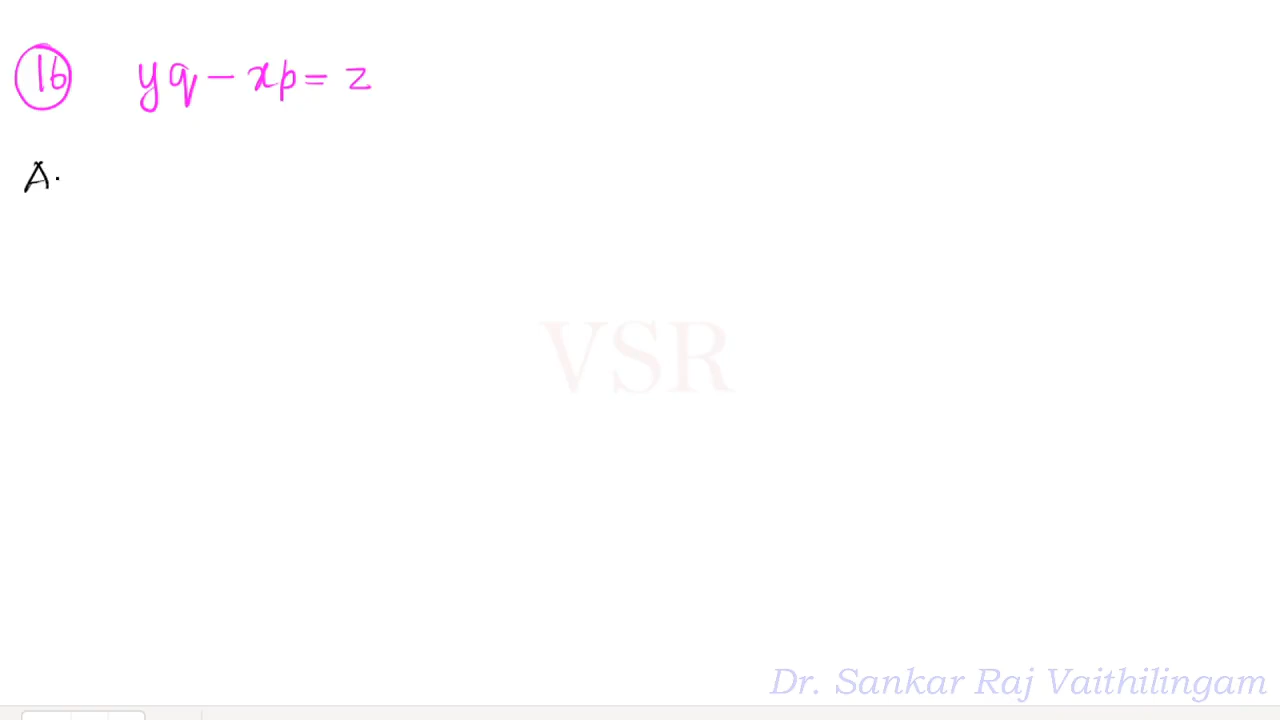 16 yq - xp = z
A.
VSR
Dr. Sankar Raj Vaithilingam